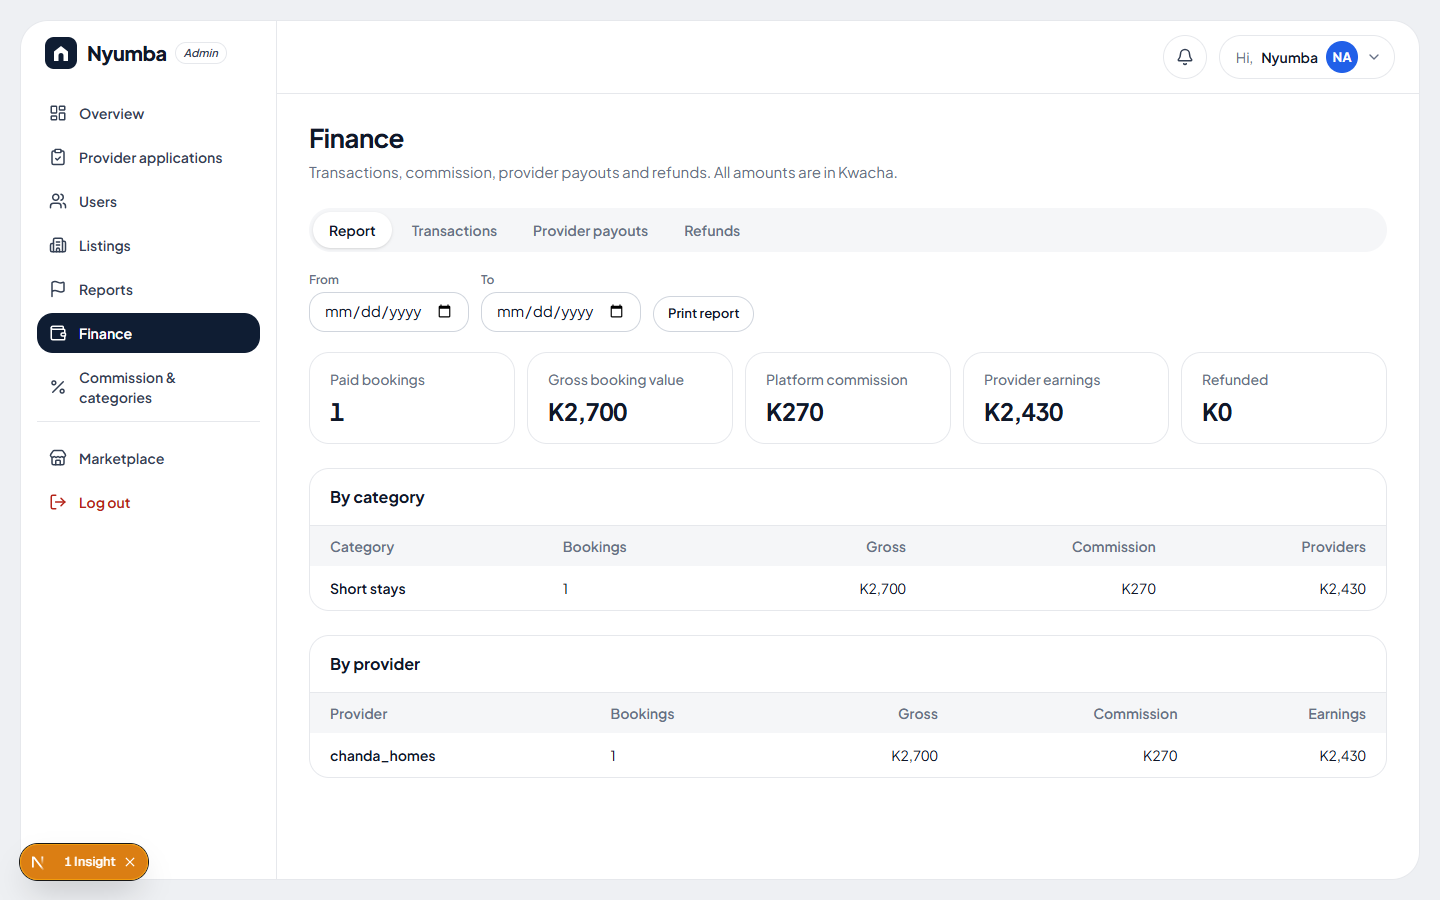 Nyumba Admin
Hi, Nyumba NA
Overview
Provider applications
Users
Listings
Reports
Finance
Commission &
categories
Marketplace
Log out
Finance
Transactions, commission, provider payouts and refunds. All amounts are in Kwacha.
Report Transactions Provider payouts Refunds
From To
mm/dd/yyyy mm/dd/yyyy Print report
Paid bookings Gross booking value Platform commission Provider earnings Refunded
1 K2,700 K270 K2,430 K0
By category
Category Bookings Gross Commission Providers
Short stays 1 K2,700 K270 K2,430
By provider
Provider Bookings Gross Commission Earnings
chanda_homes 1 K2,700 K270 K2,430
N 1 Insight